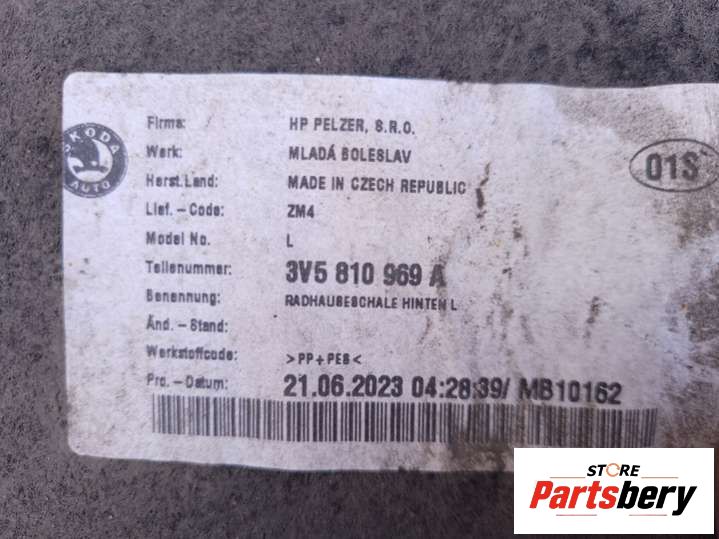 ŠKODA
AUTO
Firma: HP PELZER, S.R.O.
Werk: MLADÁ BOLESLAV
Herst.Land: MADE IN CZECH REPUBLIC
Lief.-Code: ZM4
Model No. L
Teilenummer: 3V5 810 969 A
Benennung: RADHAUSESCHALE HINTEN L
Änd.-Stand:
Werkstoffcode: >PP+PES<
Pro.-Datum: 21.06.2023 04:28:39/ MB10162
01S
STORE
Partsbery